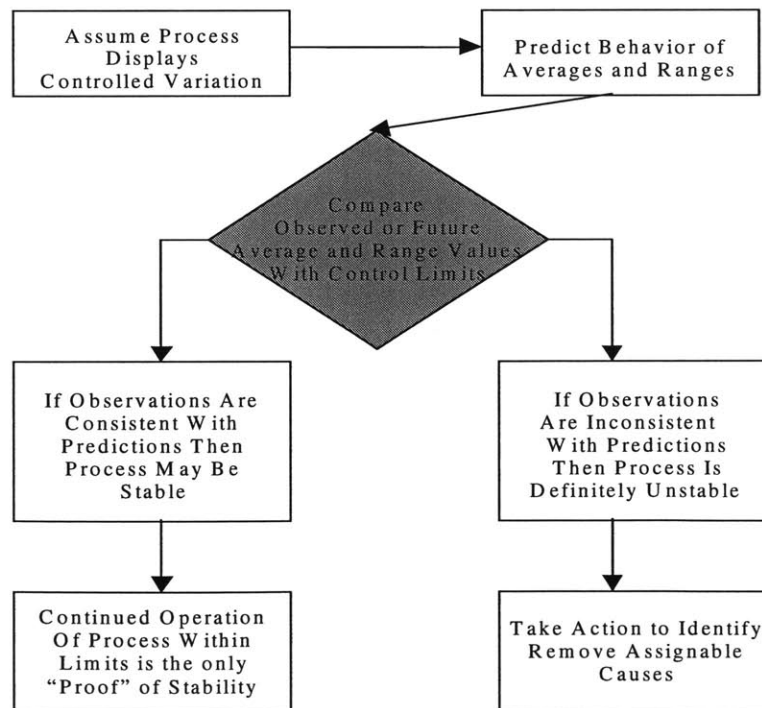 Assume Process
Displays
Controlled Variation
Predict Behavior of
Averages and Ranges
Compare
Observed or Future
Average and Range Values
With Control Limits
If Observations Are
Consistent With
Predictions Then
Process May Be
Stable
If Observations
Are Inconsistent
With Predictions
Then Process Is
Definitely Unstable
Continued Operation
Of Process Within
Limits is the only
“Proof” of Stability
Take Action to Identify
Remove Assignable
Causes